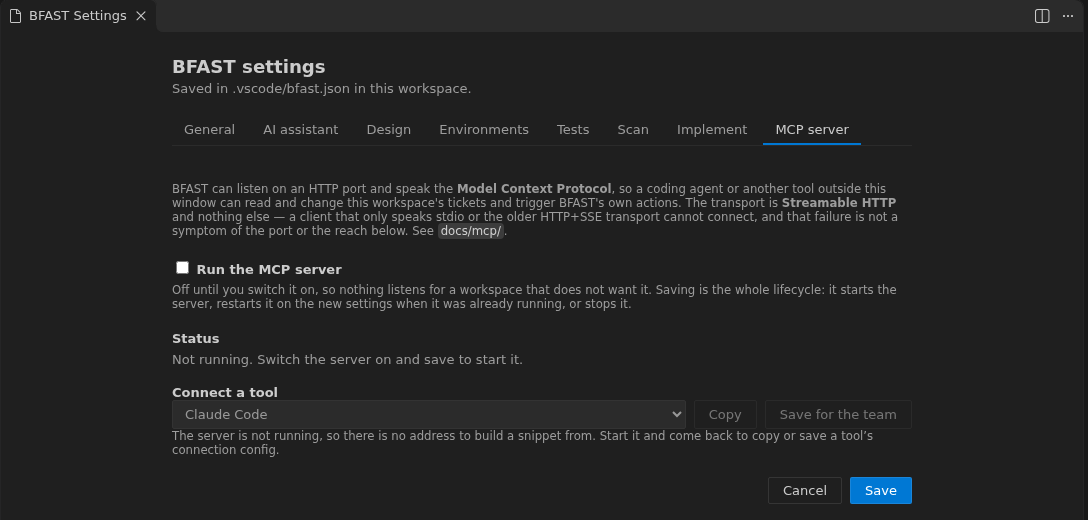 BFAST Settings
BFAST settings
Saved in .vscode/bfast.json in this workspace.
General AI assistant Design Environments Tests Scan Implement MCP server
BFAST can listen on an HTTP port and speak the Model Context Protocol, so a coding agent or another tool outside this
window can read and change this workspace's tickets and trigger BFAST's own actions. The transport is Streamable HTTP
and nothing else — a client that only speaks stdio or the older HTTP+SSE transport cannot connect, and that failure is not a
symptom of the port or the reach below. See docs/mcp/.
Run the MCP server
Off until you switch it on, so nothing listens for a workspace that does not want it. Saving is the whole lifecycle: it starts the
server, restarts it on the new settings when it was already running, or stops it.
Status
Not running. Switch the server on and save to start it.
Connect a tool
Claude Code Copy Save for the team
The server is not running, so there is no address to build a snippet from. Start it and come back to copy or save a tool’s
connection config.
Cancel Save